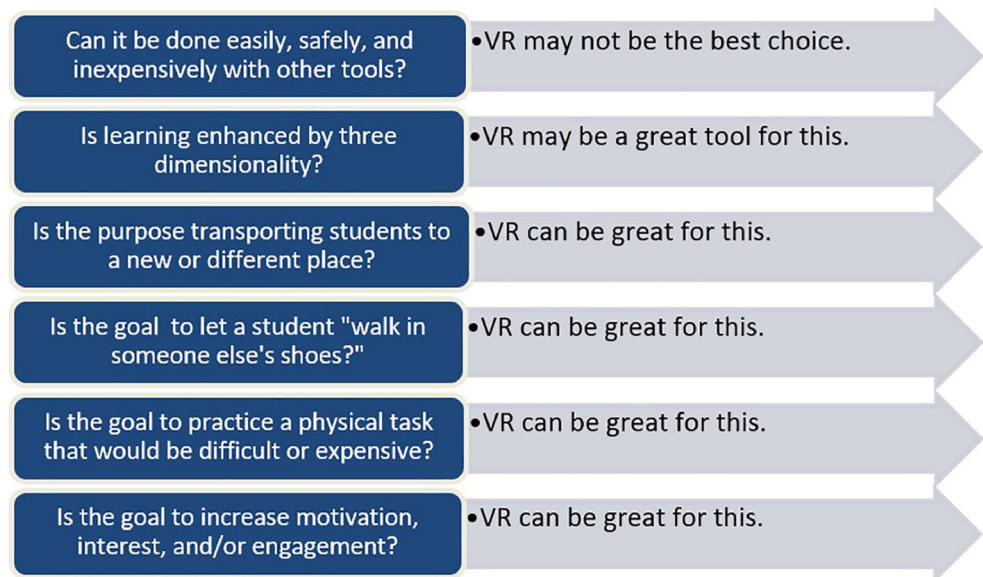 Can it be done easily, safely, and
inexpensively with other tools?
•VR may not be the best choice.
Is learning enhanced by three
dimensionality?
•VR may be a great tool for this.
Is the purpose transporting students to
a new or different place?
•VR can be great for this.
Is the goal to let a student "walk in
someone else's shoes?"
•VR can be great for this.
Is the goal to practice a physical task
that would be difficult or expensive?
•VR can be great for this.
Is the goal to increase motivation,
interest, and/or engagement?
•VR can be great for this.